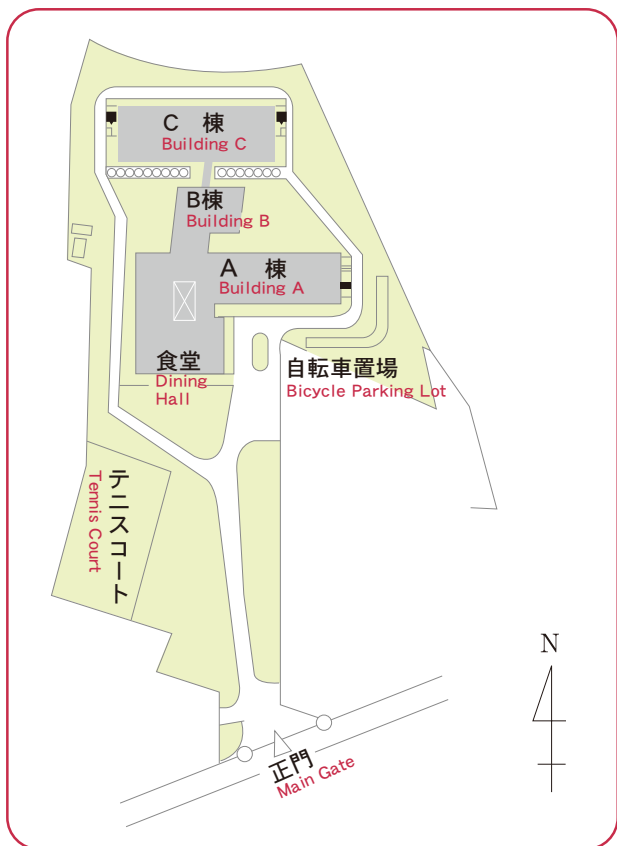 C 棟
Building C
B棟
Building B
A 棟
Building A
食堂
Dining
Hall
自転車置場
Bicycle Parking Lot
テニスコート
Tennis Court
N
正門
Main Gate